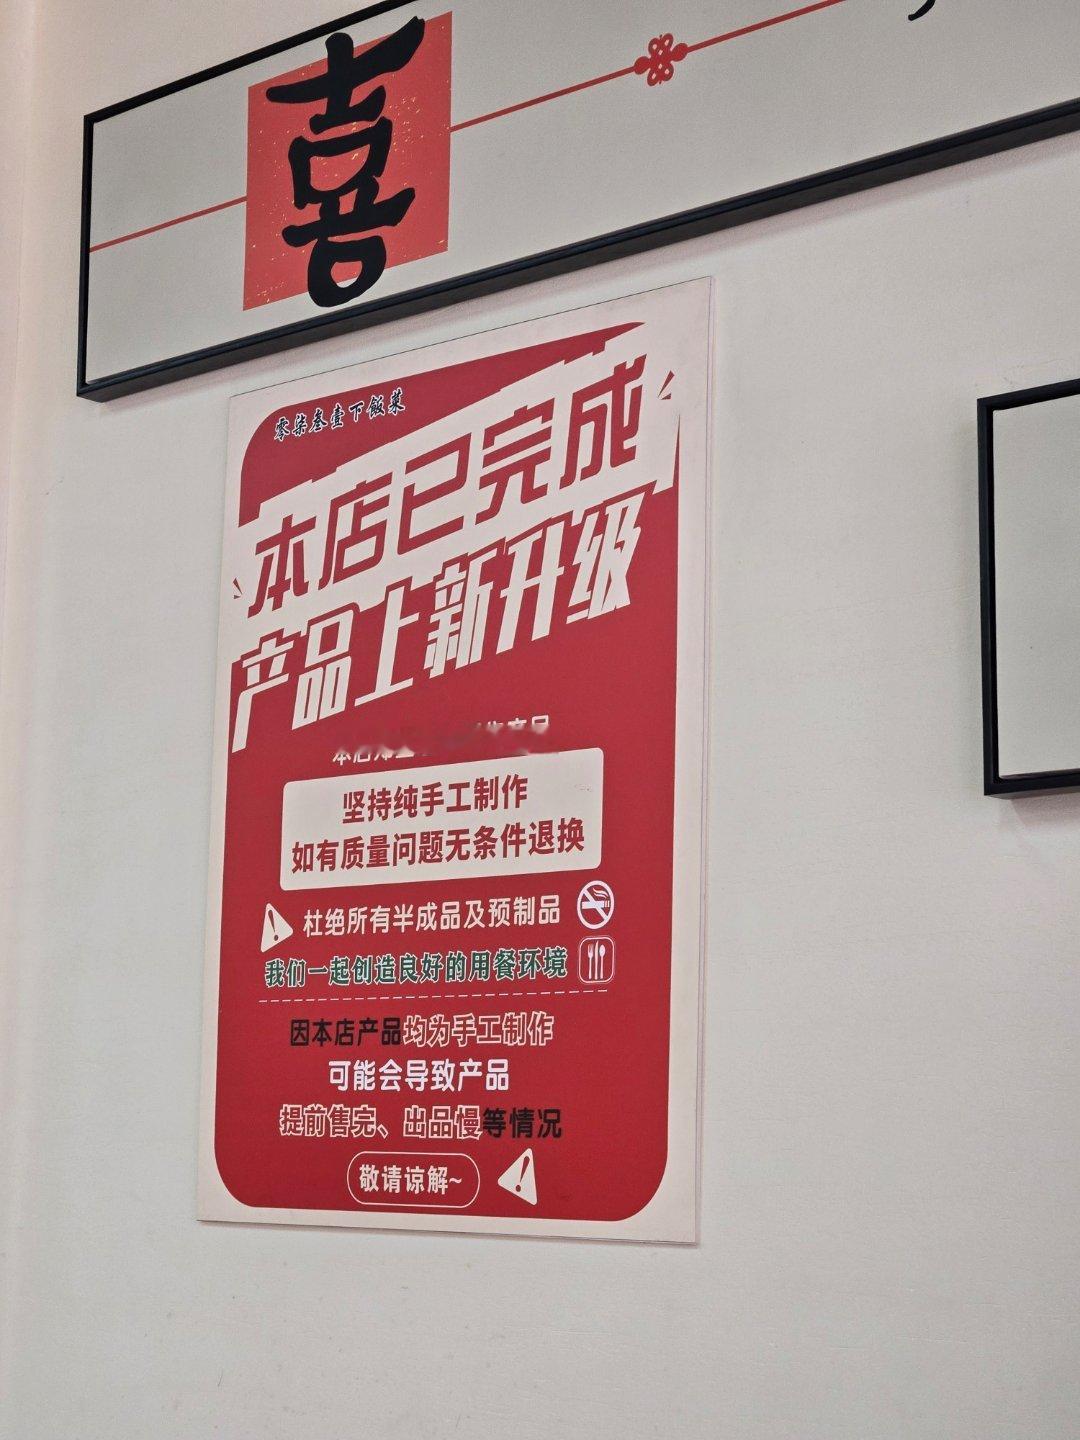 喜
零柒叁壹下飯菜
本店已完成
产品上新升级
坚持纯手工制作
如有质量问题无条件退换
杜绝所有半成品及预制品
我们一起创造良好的用餐环境
因本店产品均为手工制作
可能会导致产品
提前售完、出品慢等情况
敬请谅解~